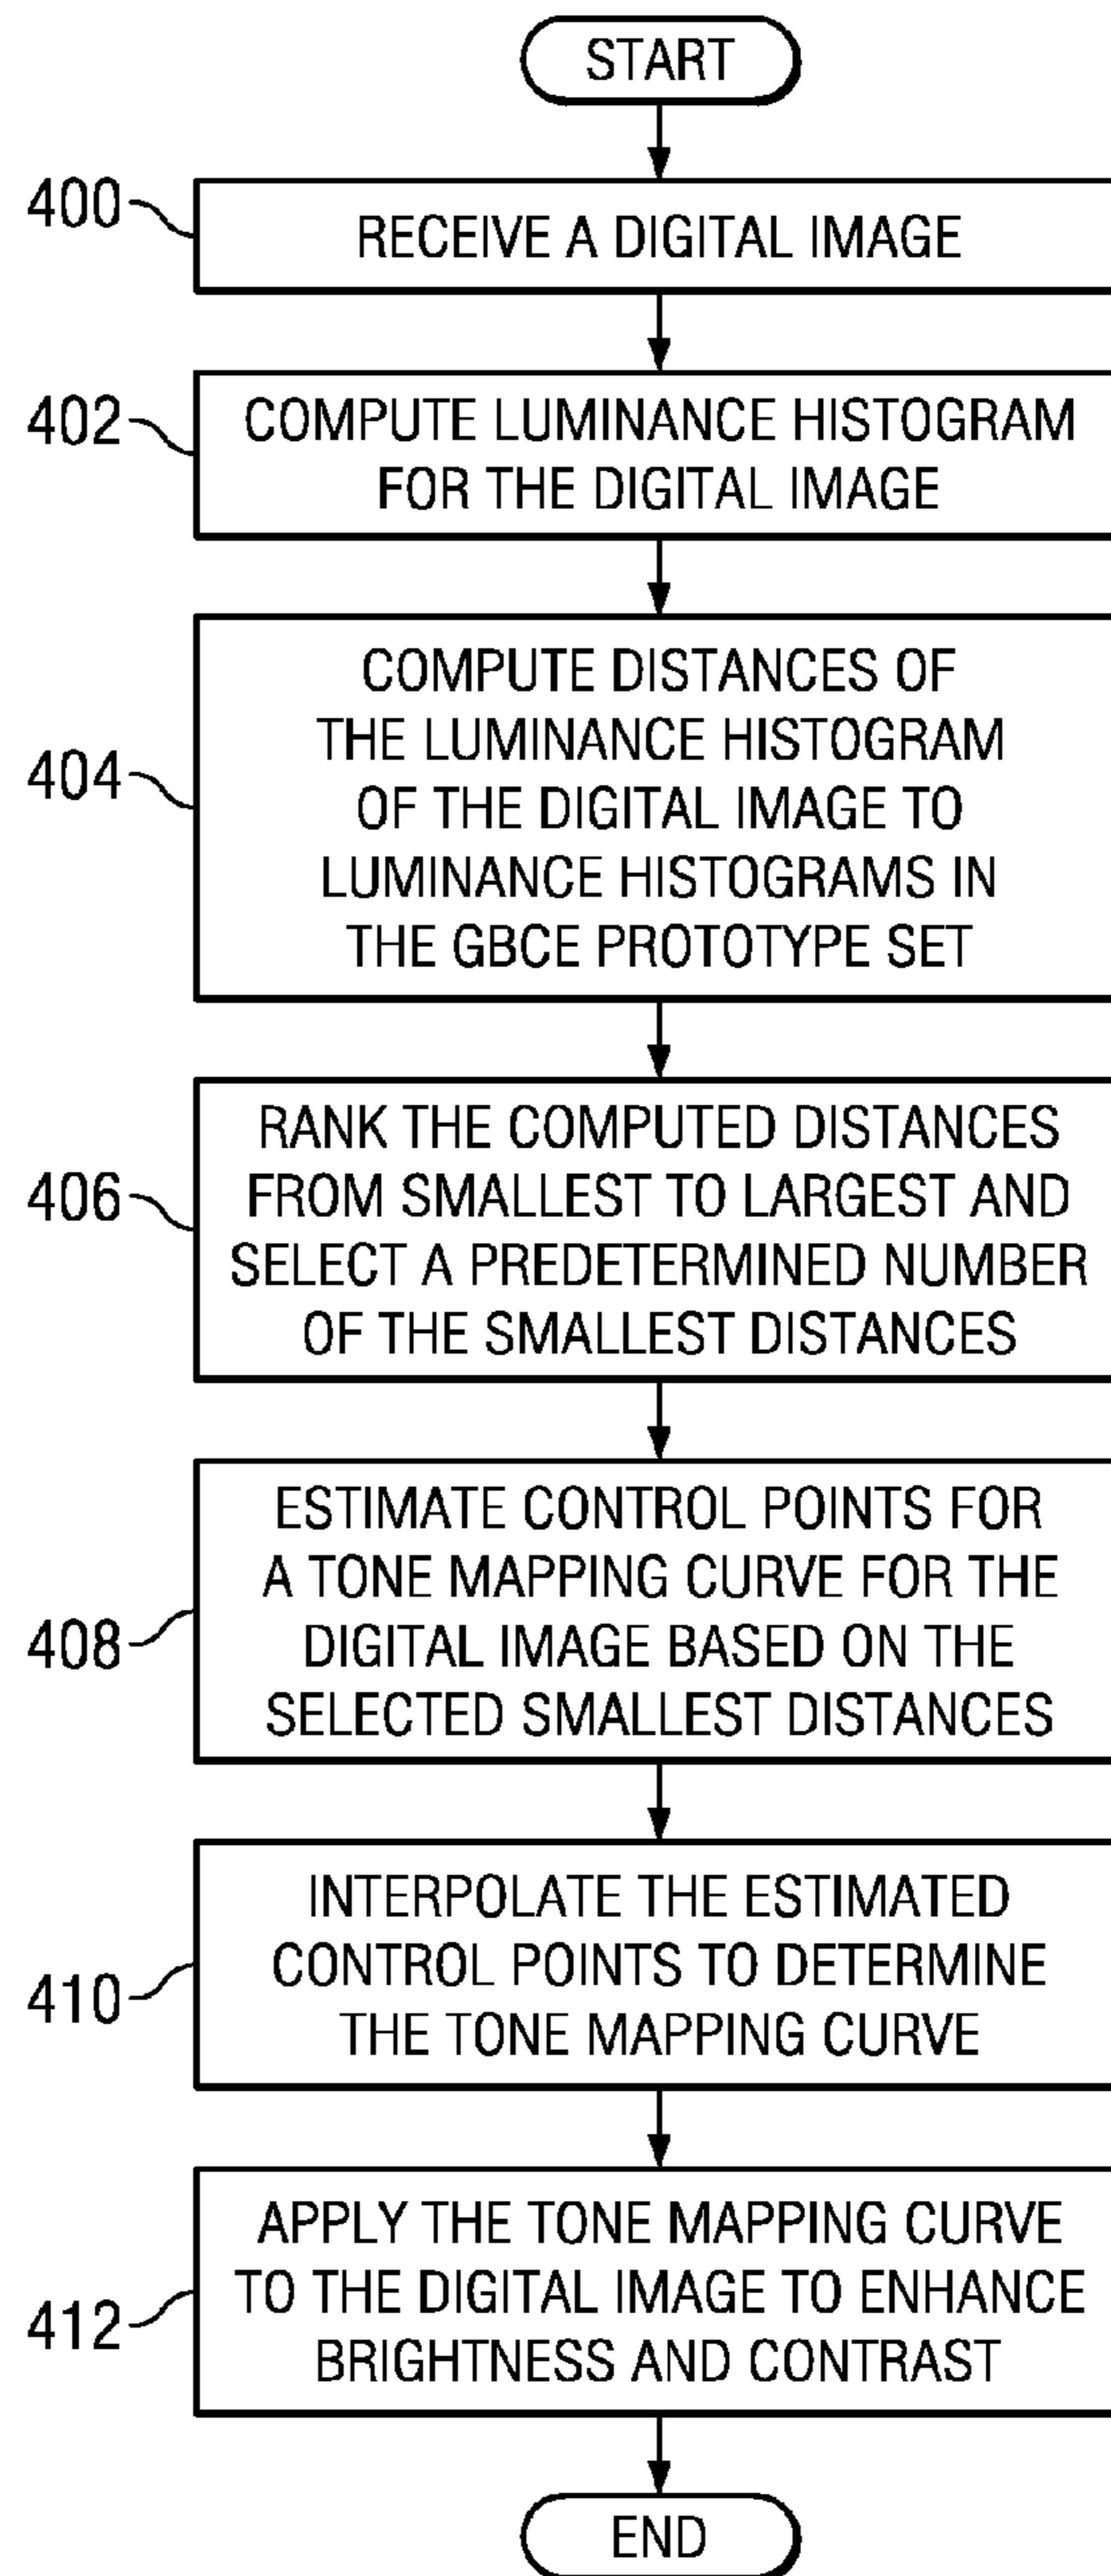 START
400
RECEIVE A DIGITAL IMAGE
402
COMPUTE LUMINANCE HISTOGRAM
FOR THE DIGITAL IMAGE
404
COMPUTE DISTANCES OF
THE LUMINANCE HISTOGRAM
OF THE DIGITAL IMAGE TO
LUMINANCE HISTOGRAMS IN
THE GBCE PROTOTYPE SET
406
RANK THE COMPUTED DISTANCES
FROM SMALLEST TO LARGEST AND
SELECT A PREDETERMINED NUMBER
OF THE SMALLEST DISTANCES
408
ESTIMATE CONTROL POINTS FOR
A TONE MAPPING CURVE FOR THE
DIGITAL IMAGE BASED ON THE
SELECTED SMALLEST DISTANCES
410
INTERPOLATE THE ESTIMATED
CONTROL POINTS TO DETERMINE
THE TONE MAPPING CURVE
412
APPLY THE TONE MAPPING CURVE
TO THE DIGITAL IMAGE TO ENHANCE
BRIGHTNESS AND CONTRAST
END